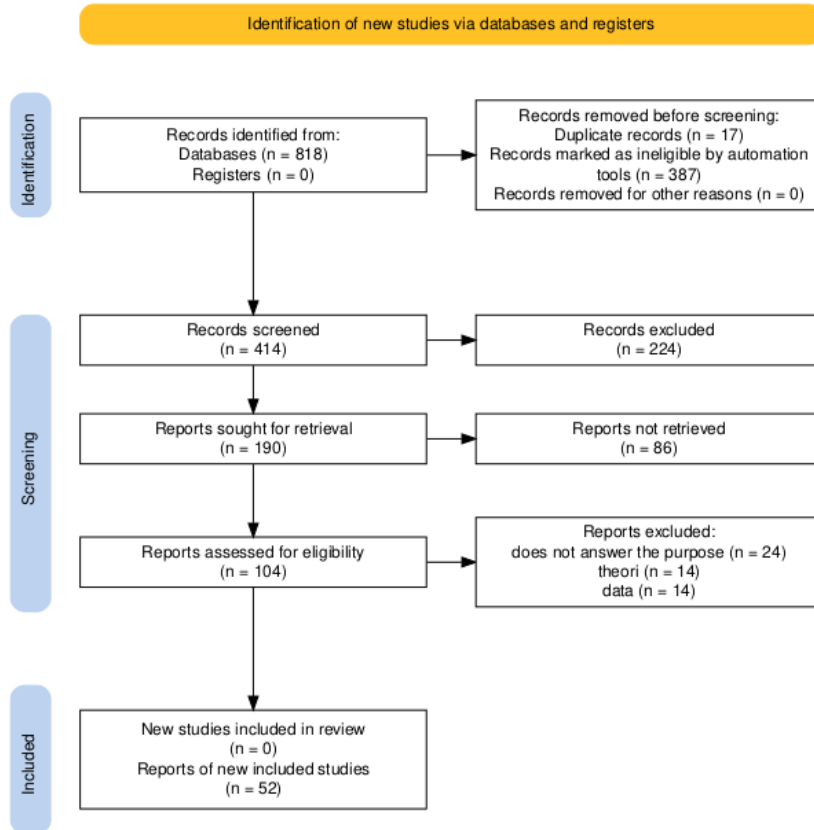 Identification of new studies via databases and registers
Identification
Records identified from:
Databases (n = 818)
Registers (n = 0)
Records removed before screening:
Duplicate records (n = 17)
Records marked as ineligible by automation
tools (n = 387)
Records removed for other reasons (n = 0)
Screening
Records screened
(n = 414)
Records excluded
(n = 224)
Reports sought for retrieval
(n = 190)
Reports not retrieved
(n = 86)
Reports assessed for eligibility
(n = 104)
Reports excluded:
does not answer the purpose (n = 24)
theori (n = 14)
data (n = 14)
Included
New studies included in review
(n = 0)
Reports of new included studies
(n = 52)